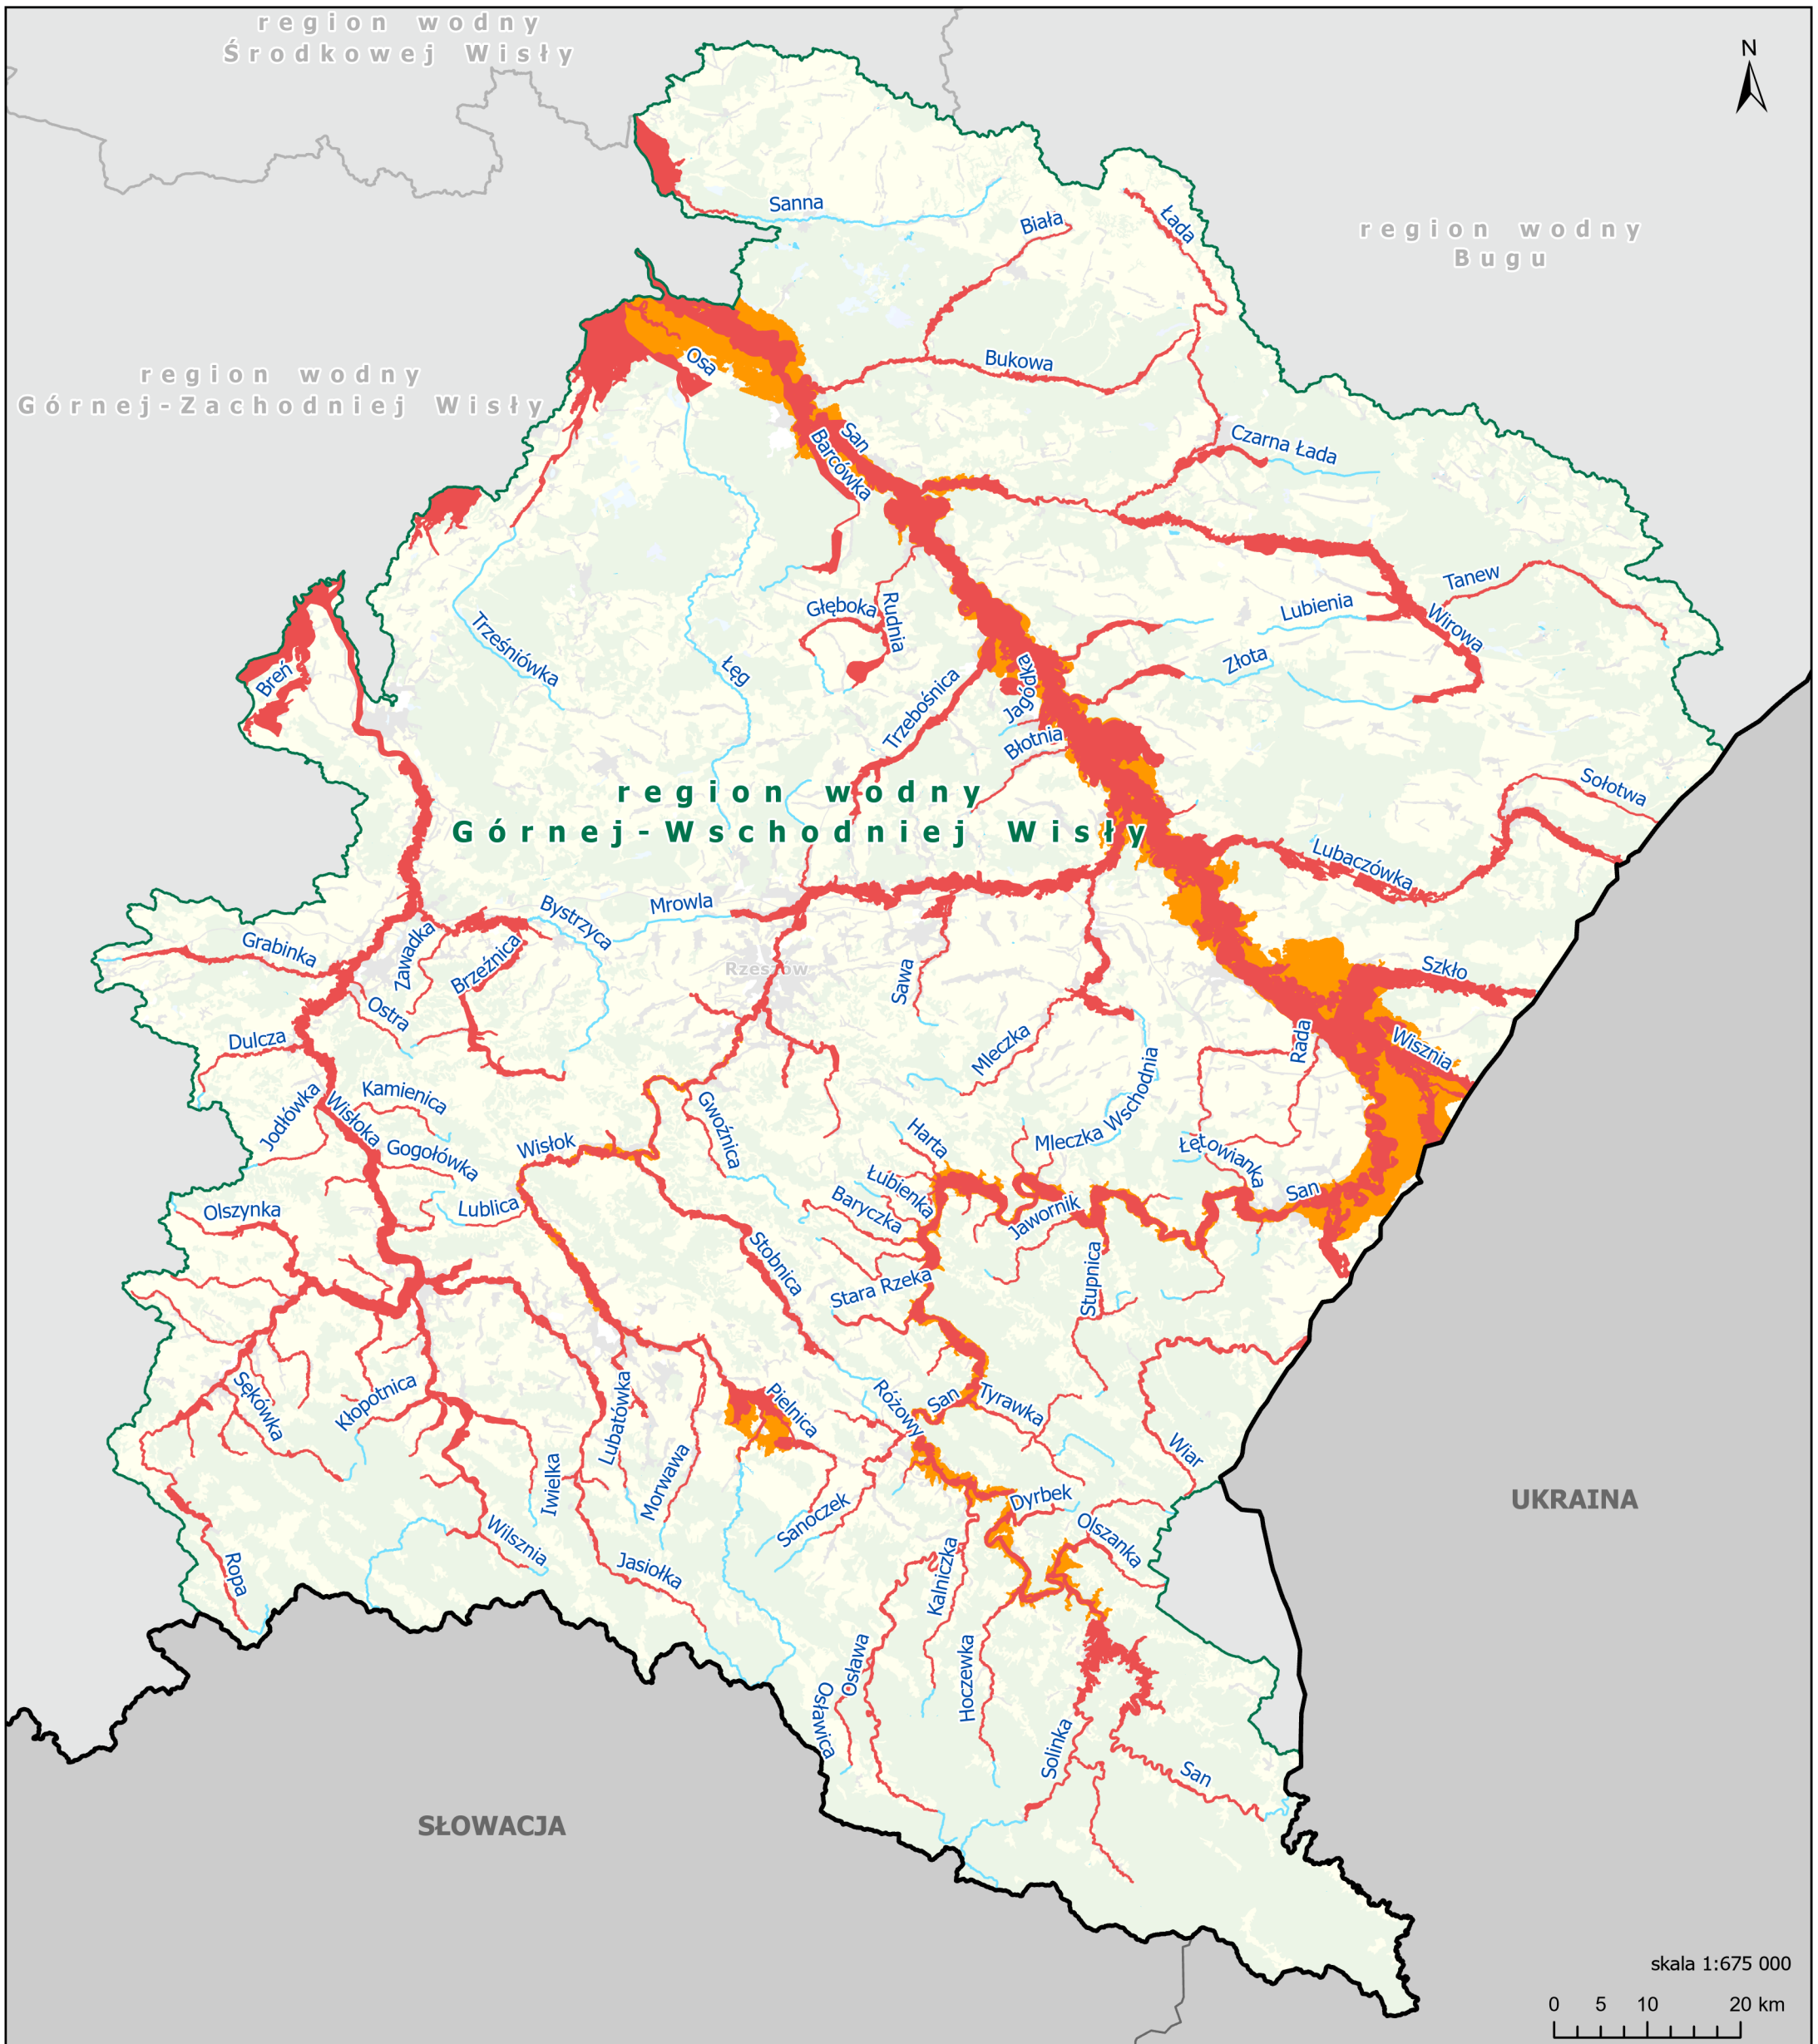 region wodny
Środkowej Wisły
N
Sanna
Biała
Łada
region wodny
Bugu
region wodny
Górnej-Zachodniej Wisły
Osa
Bukowa
San
Barcówka
Czarna Łada
Tanew
Głęboka
Rudnia
Lubienia
Wirowa
Trześniówka
Łęg
Złota
Breń
Trzebośnica
Jagódka
Błotnia
region wodny
Górnej-Wschodniej Wisły
Sołotwa
Lubaczówka
Mrowla
Bystrzyca
Grabinka
Zawadka
Brzeźnica
Rzeszów
Sawa
Szkło
Ostra
Dulcza
Rada
Wisznia
Mleczka
Kamienica
Jodłówka
Wisłoka
Gwoźnica
Mleczka Wschodnia
Harta
Wisłok
Gogołówka
Łętowianka
Łubienka
San
Baryczka
Jawornik
Olszynka
Lublica
Stobnica
Stupnica
Stara Rzeka
Sękówka
Kłopotnica
Lubatówka
Pielnica
Różowy
San
Tyrawka
Wiar
Iwielka
Morwawa
Sanoczek
Dyrbek
Olszanka
UKRAINA
Wilsznia
Ropa
Jasiołka
Kalniczka
Osława
Hoczewka
Osławica
Solinka
San
SŁOWACJA
skala 1:675 000
0 5 10 20 km